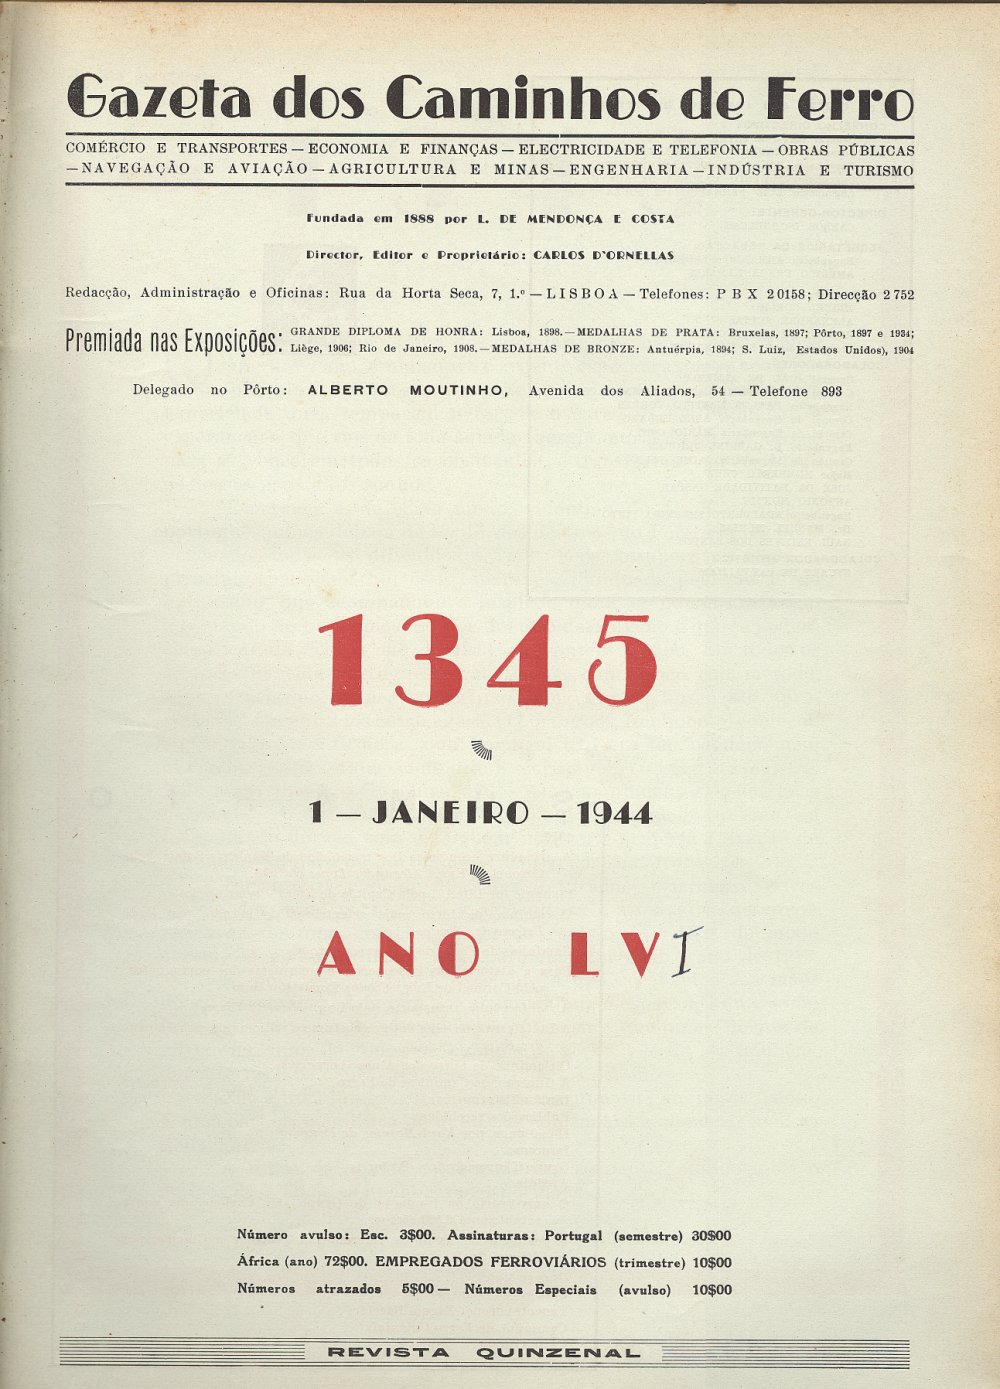 Gazeta dos Caminhos de Ferro
COMÉRCIO E TRANSPORTES — ECONOMIA E FINANÇAS — ELECTRICIDADE E TELEFONIA — OBRAS PÚBLICAS
— NAVEGAÇÃO E AVIAÇÃO — AGRICULTURA E MINAS — ENGENHARIA — INDÚSTRIA E TURISMO
Fundada em 1888 por L. DE MENDONÇA E COSTA
Director, Editor e Proprietário: CARLOS D'ORNELLAS
Redacção, Administração e Oficinas: Rua da Horta Seca, 7, 1.º — LISBOA — Telefones: P B X 20158; Direcção 2752
Premiada nas Exposições:
GRANDE DIPLOMA DE HONRA: Lisboa, 1898. — MEDALHAS DE PRATA: Bruxelas, 1897; Pôrto, 1897 e 1934;
Liège, 1906; Rio de Janeiro, 1908. — MEDALHAS DE BRONZE: Antuérpia, 1894; S. Luiz, Estados Unidos), 1904
Delegado no Pôrto: ALBERTO MOUTINHO, Avenida dos Aliados, 54 — Telefone 893
1345
1 — JANEIRO — 1944
ANO LVI
Número avulso: Esc. 3$00. Assinaturas: Portugal (semestre) 30$00
África (ano) 72$00. EMPREGADOS FERROVIÁRIOS (trimestre) 10$00
Números atrazados 5$00 — Números Especiais (avulso) 10$00
REVISTA QUINZENAL